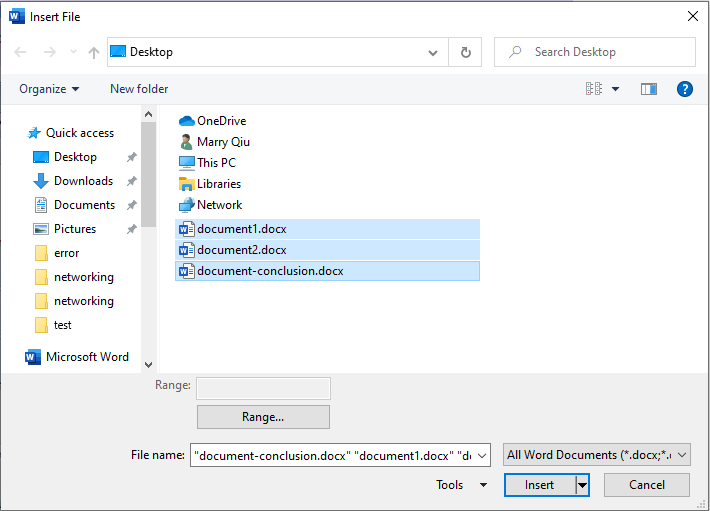 Insert File
Desktop
Search Desktop
Organize
New folder
?
Quick access
Desktop
Downloads
Documents
Pictures
error
networking
networking
test
Microsoft Word
OneDrive
Marry Qiu
This PC
Libraries
Network
document1.docx
document2.docx
document-conclusion.docx
Range:
Range...
File name: "document-conclusion.docx" "document1.docx" "do All Word Documents (*.docx;*.
Tools Insert Cancel